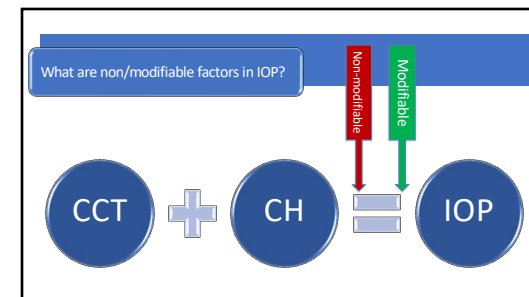 What are non/modifiable factors in IOP?
Non-modifiable
Modifiable
CCT
CH
IOP